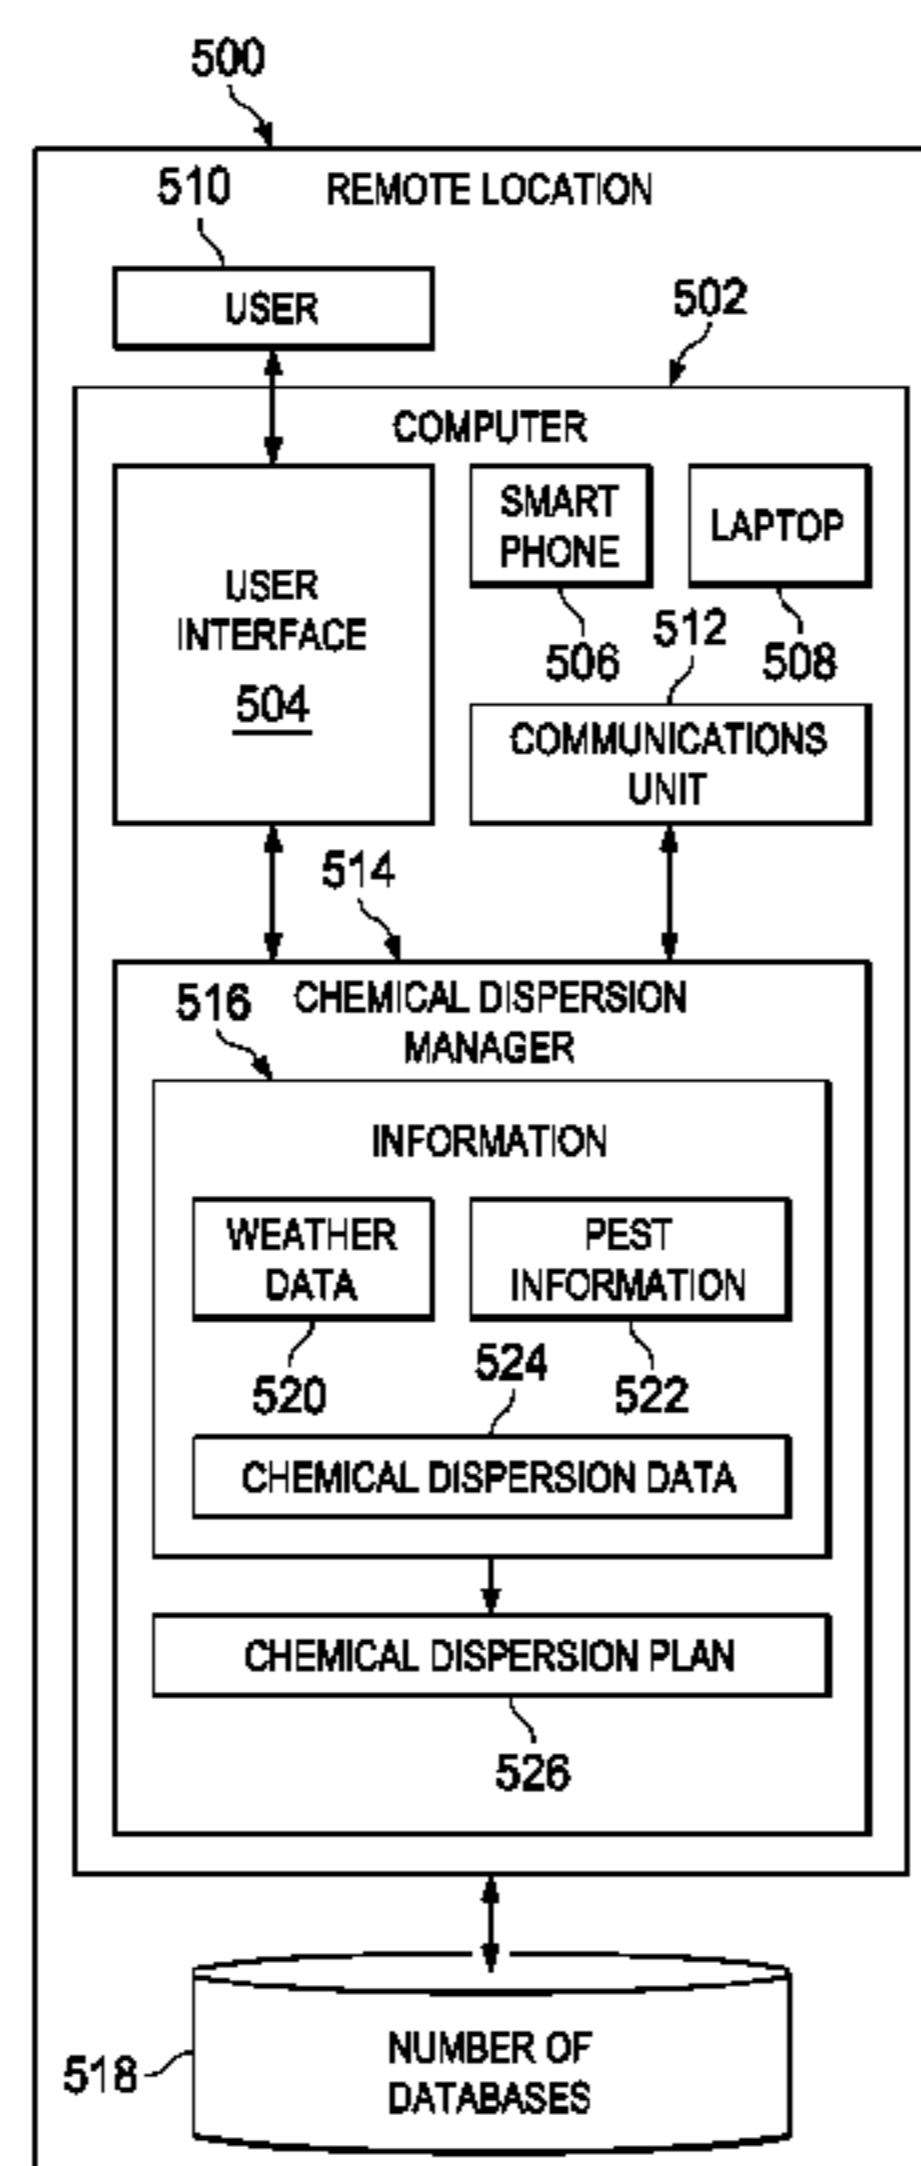 500
510
REMOTE LOCATION
USER
502
COMPUTER
USER
INTERFACE
504
SMART
PHONE
LAPTOP
506
512
508
COMMUNICATIONS
UNIT
514
516
CHEMICAL DISPERSION
MANAGER
INFORMATION
WEATHER
DATA
PEST
INFORMATION
520
524
522
CHEMICAL DISPERSION DATA
CHEMICAL DISPERSION PLAN
526
518
NUMBER OF
DATABASES